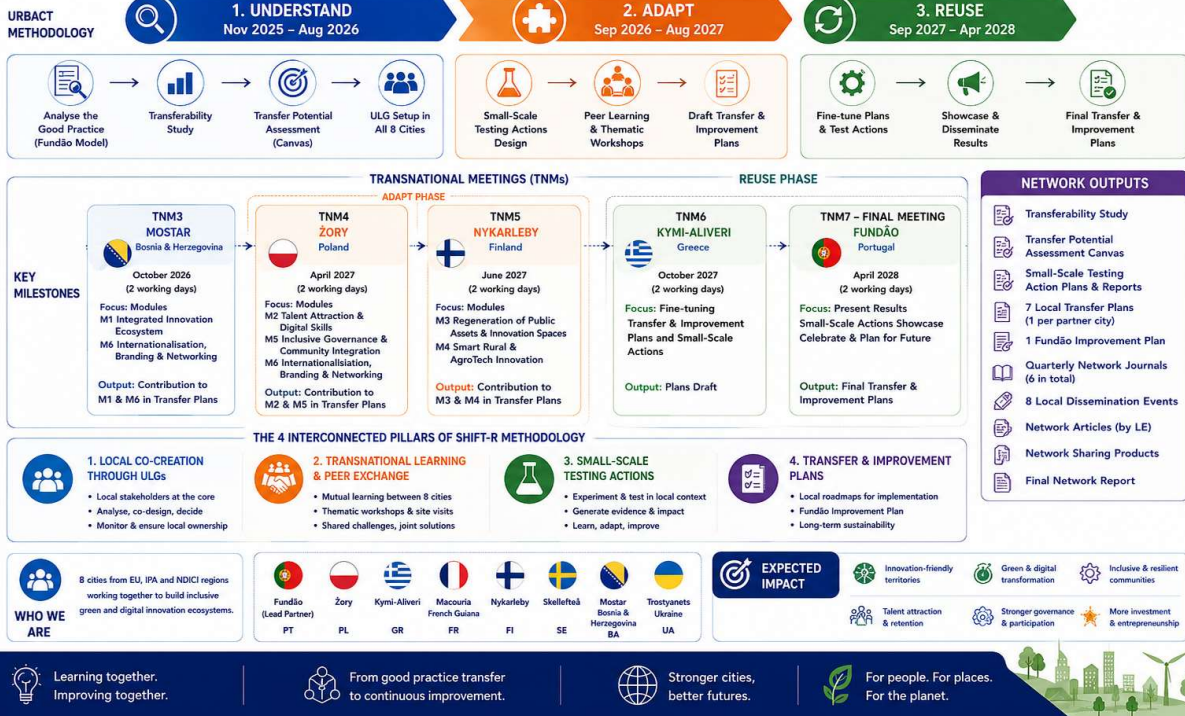 URBACT
METHODOLOGY
1. UNDERSTAND
Nov 2025 – Aug 2026
2. ADAPT
Sep 2026 – Aug 2027
3. REUSE
Sep 2027 – Apr 2028
Analyse the
Good Practice
(Fundão Model)
Transferability
Study
Transfer Potential
Assessment
(Canvas)
ULG Setup in
All 8 Cities
Small-Scale
Testing Actions
Design
Peer Learning
& Thematic
Workshops
Draft Transfer &
Improvement
Plans
Fine-tune Plans
& Test Actions
Showcase &
Disseminate
Results
Final Transfer &
Improvement
Plans
TRANSNATIONAL MEETINGS (TNMs)
REUSE PHASE
ADAPT PHASE
KEY
MILESTONES
TNM3
MOSTAR
Bosnia & Herzegovina
October 2026
(2 working days)
Focus: Modules
M1 Integrated Innovation
Ecosystem
M6 Internationalisation,
Branding & Networking
Output: Contribution to
M1 & M6 in Transfer Plans
TNM4
ŻORY
Poland
April 2027
(2 working days)
Focus: Modules
M2 Talent Attraction &
Digital Skills
M5 Inclusive Governance &
Community Integration
M6 Internationallsiation,
Branding & Networking
Output: Contribution to
M2 & M5 in Transfer Plans
TNM5
NYKARLEBY
Finland
June 2027
(2 working days)
Focus: Modules
M3 Regeneration of Public
Assets & Innovation Spaces
M4 Smart Rural &
AgroTech Innovation
Output: Contribution to
M3 & M4 in Transfer Plans
TNM6
KYMI-ALIVERI
Greece
October 2027
(2 working days)
Focus: Fine-tuning
Transfer & Improvement
Plans and Small-Scale
Actions
Output: Plans Draft
TNM7 – FINAL MEETING
FUNDÃO
Portugal
April 2028
(2 working days)
Focus: Present Results
Small-Scale Actions Showcase
Celebrate & Plan for Future
Output: Final Transfer &
Improvement Plans
NETWORK OUTPUTS
Transferability Study
Transfer Potential
Assessment Canvas
Small-Scale Testing
Action Plans & Reports
7 Local Transfer Plans
(1 per partner city)
1 Fundão Improvement Plan
Quarterly Network Journals
(6 in total)
8 Local Dissemination Events
Network Articles (by LE)
Network Sharing Products
Final Network Report
THE 4 INTERCONNECTED PILLARS OF SHIFT-R METHODOLOGY
1. LOCAL CO-CREATION
THROUGH ULGs
• Local stakeholders at the core
• Analyse, co-design, decide
• Monitor & ensure local ownership
2. TRANSNATIONAL LEARNING
& PEER EXCHANGE
• Mutual learning between 8 cities
• Thematic workshops & site visits
• Shared challenges, joint solutions
3. SMALL-SCALE
TESTING ACTIONS
• Experiment & test in local context
• Generate evidence & impact
• Learn, adapt, improve
4. TRANSFER & IMPROVEMENT
PLANS
• Local roadmaps for implementation
• Fundão Improvement Plan
• Long-term sustainability
WHO WE
ARE
8 cities from EU, IPA and NDICI regions
working together to build inclusive
green and digital innovation ecosystems.
Fundão
(Lead Partner)
PT
Żory
PL
Kymi-Aliveri
GR
Macouria
French Guiana
FR
Nykarleby
FI
Skellefteå
SE
Mostar
Bosnia &
Herzegovina
BA
Trostyanets
Ukraine
UA
EXPECTED
IMPACT
Innovation-friendly
territories
Green & digital
transformation
Inclusive & resilient
communities
Talent attraction
& retention
Stronger governance
& participation
More investment
& entrepreneurship
Learning together.
Improving together.
From good practice transfer
to continuous improvement.
Stronger cities,
better futures.
For people. For places.
For the planet.